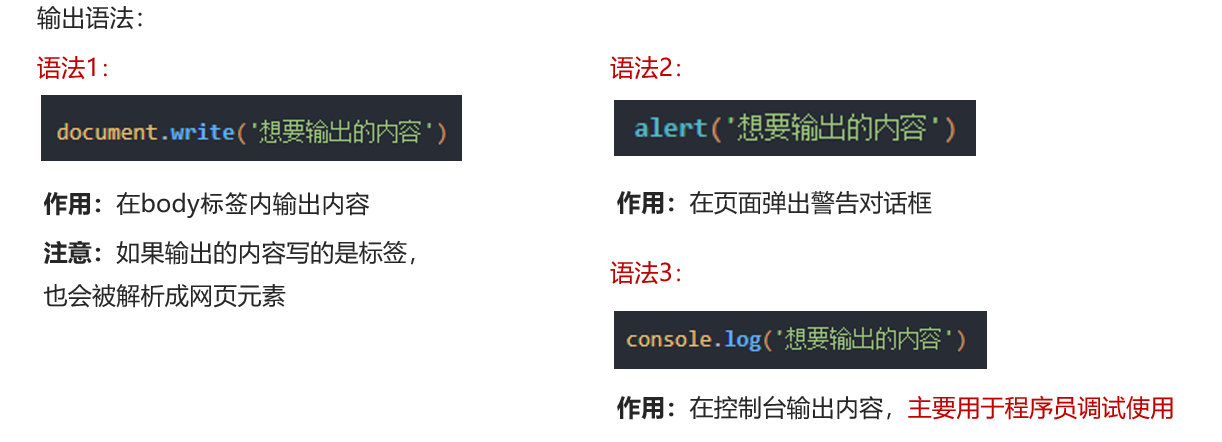 输出语法：
语法1：
document.write('想要输出的内容')
作用：在body标签内输出内容
注意：如果输出的内容写的是标签，
也会被解析成网页元素
语法2：
alert('想要输出的内容')
作用：在页面弹出警告对话框
语法3：
console.log('想要输出的内容')
作用：在控制台输出内容，主要用于程序员调试使用